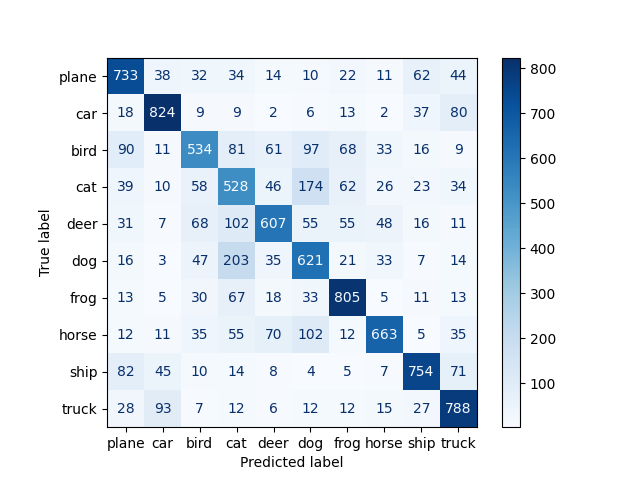 plane 733 38 32 34 14 10 22 11 62 44
car 18 824 9 9 2 6 13 2 37 80
bird 90 11 534 81 61 97 68 33 16 9
cat 39 10 58 528 46 174 62 26 23 34
deer 31 7 68 102 607 55 55 48 16 11
dog 16 3 47 203 35 621 21 33 7 14
frog 13 5 30 67 18 33 805 5 11 13
horse 12 11 35 55 70 102 12 663 5 35
ship 82 45 10 14 8 4 5 7 754 71
truck 28 93 7 12 6 12 12 15 27 788
plane car bird cat deer dog frog horse ship truck
Predicted label
True label
800
700
600
500
400
300
200
100